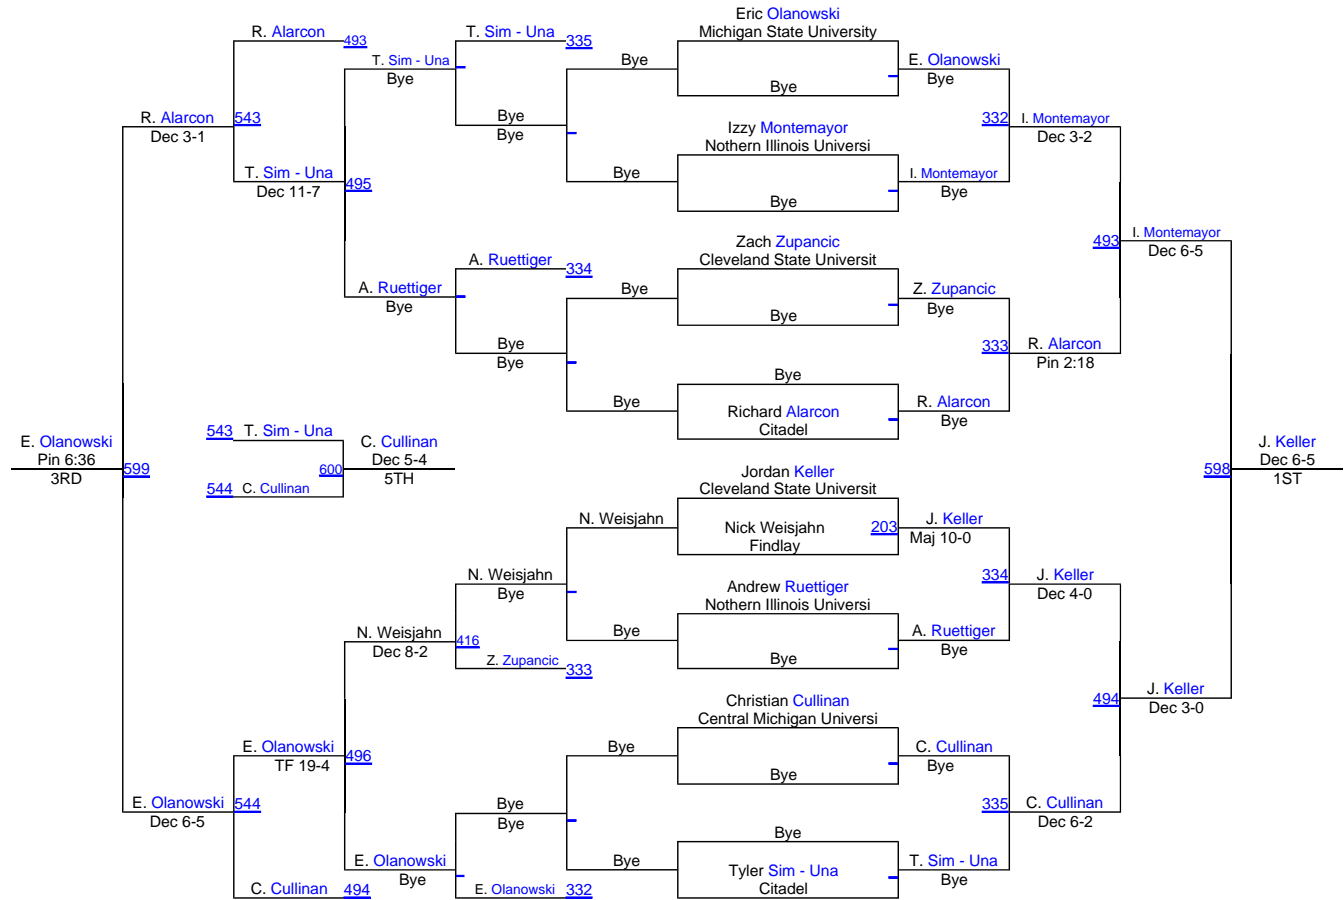 Eric Olanowski
Michigan State University
R. Alarcon 493
T. Sim - Una 335
T. Sim - Una
Bye
Bye
E. Olanowski
Bye
Bye
R. Alarcon 543
Dec 3-1
Bye
Bye
Izzy Montemayor
Nothern Illinois Universi
332 I. Montemayor
Dec 3-2
T. Sim - Una 495
Dec 11-7
Bye
I. Montemayor
Bye
Bye
Zach Zupancic
Cleveland State Universit
493 I. Montemayor
Dec 6-5
A. Ruettiger 334
A. Ruettiger
Bye
Bye
Z. Zupancic
Bye
Bye
Bye
Bye
333 R. Alarcon
Pin 2:18
Bye
Bye
Richard Alarcon
Citadel
R. Alarcon
Bye
E. Olanowski
Pin 6:36
3RD
599
543 T. Sim - Una
544 C. Cullinan
600
C. Cullinan
Dec 5-4
5TH
598
J. Keller
Dec 6-5
1ST
Jordan Keller
Cleveland State Universit
N. Weisjahn
Nick Weisjahn
Findlay
203 J. Keller
Maj 10-0
N. Weisjahn
Bye
Andrew Ruettiger
Nothern Illinois Universi
334 J. Keller
Dec 4-0
N. Weisjahn 416
Dec 8-2
Bye
A. Ruettiger
Bye
Bye
Z. Zupancic 333
Christian Cullinan
Central Michigan Universi
494 J. Keller
Dec 3-0
E. Olanowski 496
TF 19-4
Bye
C. Cullinan
Bye
Bye
E. Olanowski 544
Dec 6-5
Bye
Bye
335 C. Cullinan
Dec 6-2
Bye
E. Olanowski
Bye
Bye
Tyler Sim - Una
Citadel
T. Sim - Una
Bye
C. Cullinan 494
E. Olanowski 332